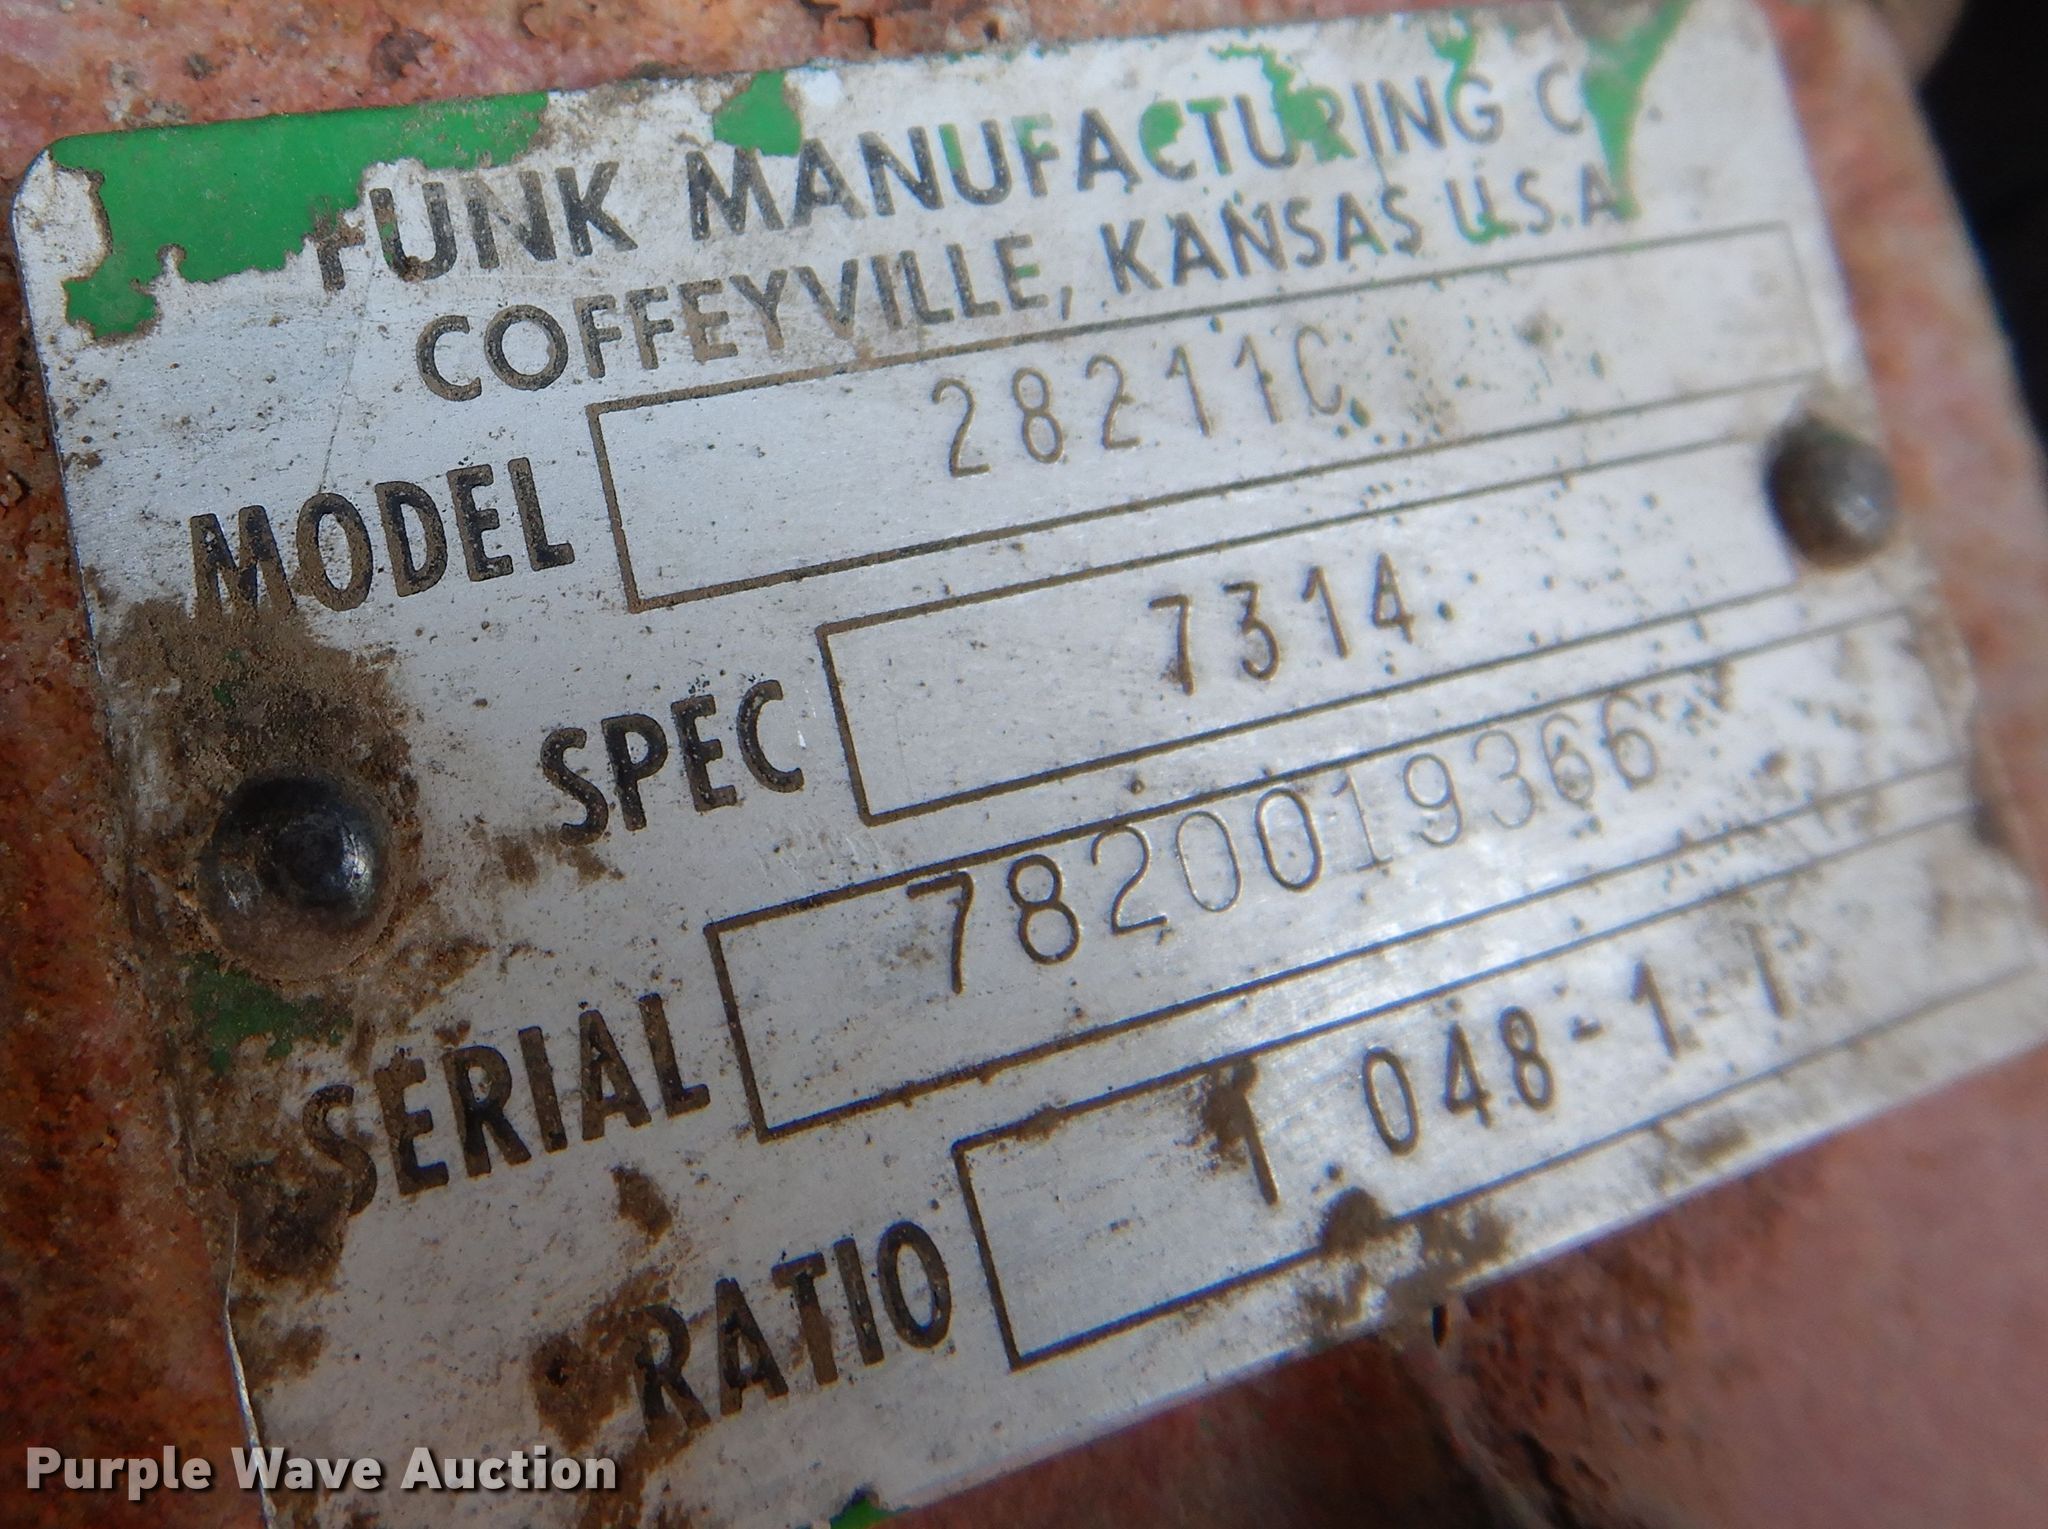 FUNK MANUFACTURING C
COFFEYVILLE, KANSAS U.S.A
MODEL 28211C
SPEC 7314
SERIAL 7820019366
RATIO 1.048-1
Purple Wave Auction